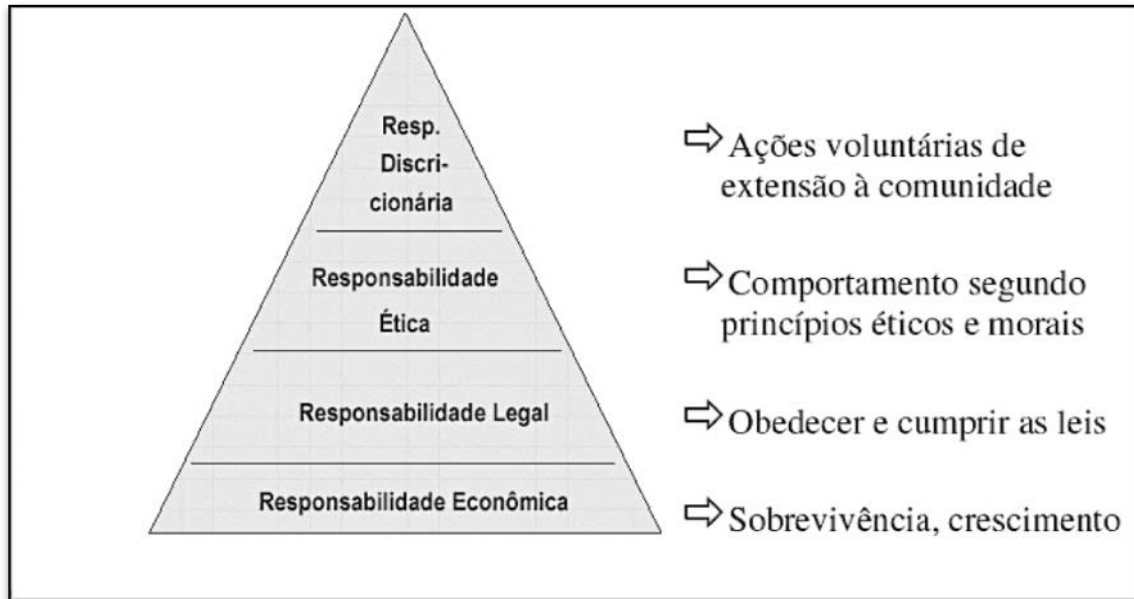 Resp.
Discri-
cionária
Ações voluntárias de
extensão à comunidade
Responsabilidade
Ética
Comportamento segundo
princípios éticos e morais
Responsabilidade Legal
Obedecer e cumprir as leis
Responsabilidade Econômica
Sobrevivência, crescimento